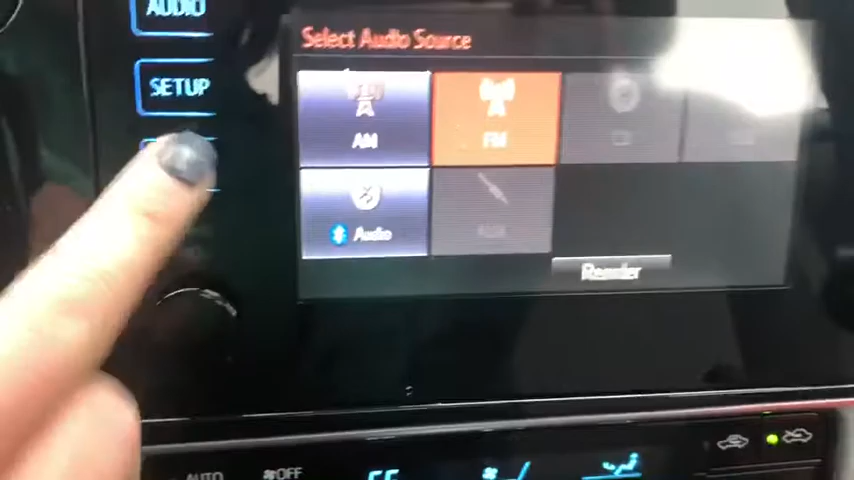 AUDIO
Select Audio Source
SETUP
AM
FM
Audio
Reorder
AUTO
OFF